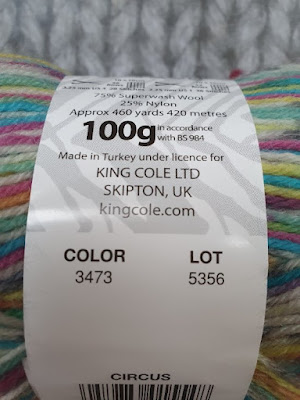 75% Superwash Wool
25% Nylon
Approx 460 yards 420 metres
100g in accordance
with BS 984
Made in Turkey under licence for
KING COLE LTD
SKIPTON, UK
kingcole.com
COLOR LOT
3473 5356
CIRCUS